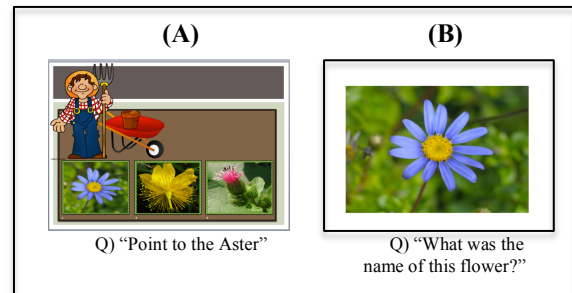 (A)
(B)
Q) “Point to the Aster”
Q) “What was the
name of this flower?”